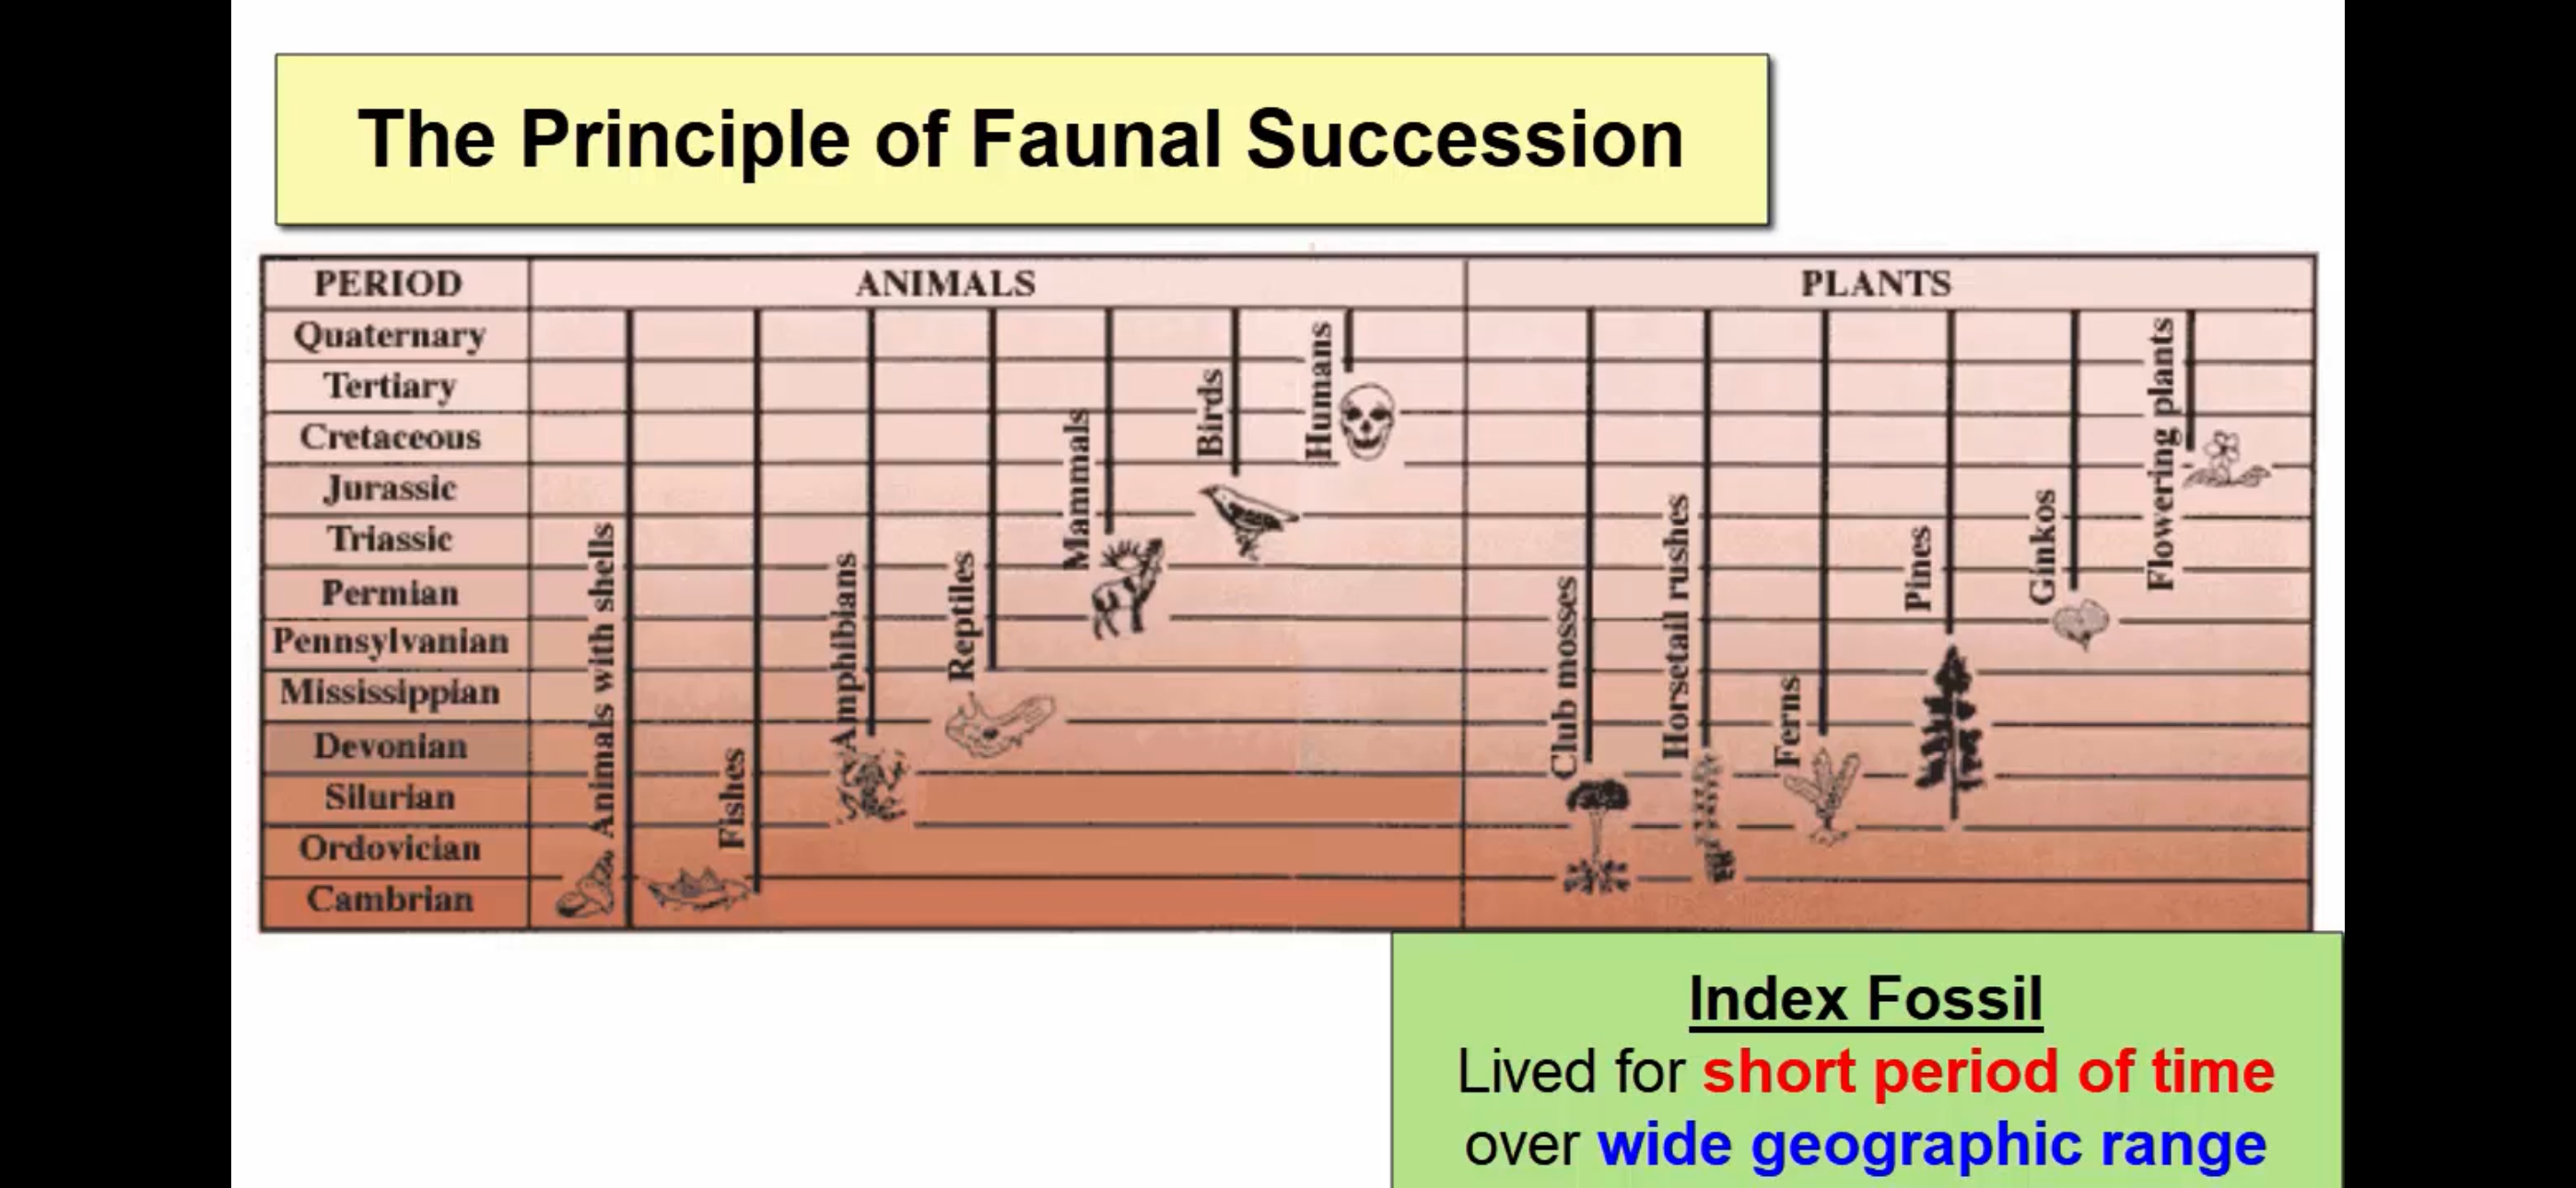 The Principle of Faunal Succession
PERIOD ANIMALS PLANTS
Quaternary
Tertiary
Cretaceous
Jurassic
Triassic
Permian
Pennsylvanian
Mississippian
Devonian
Silurian
Ordovician
Cambrian
Animals with shells
Fishes
Amphibians
Reptiles
Mammals
Birds
Humans
Club mosses
Horsetail rushes
Ferns
Pines
Ginkos
Flowering plants
Index Fossil
Lived for short period of time
over wide geographic range